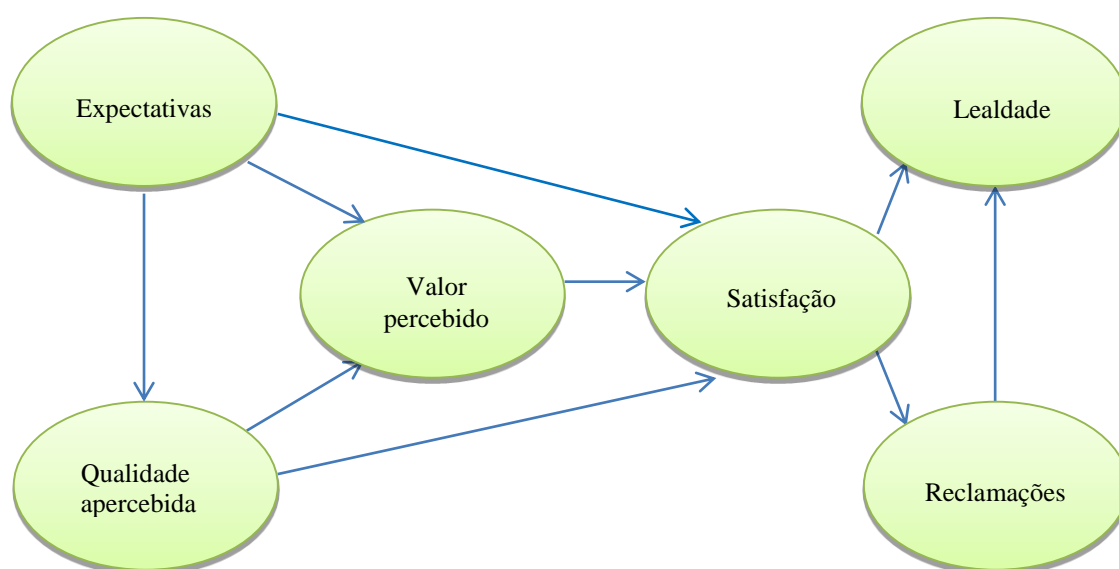 Expectativas
Lealdade
Valor
percebido
Satisfação
Qualidade
apercebida
Reclamações